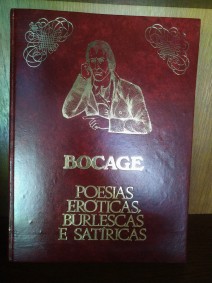 BOCAGE
POESIAS
ERÓTICAS,
BURLESCAS
E SATÍRICAS